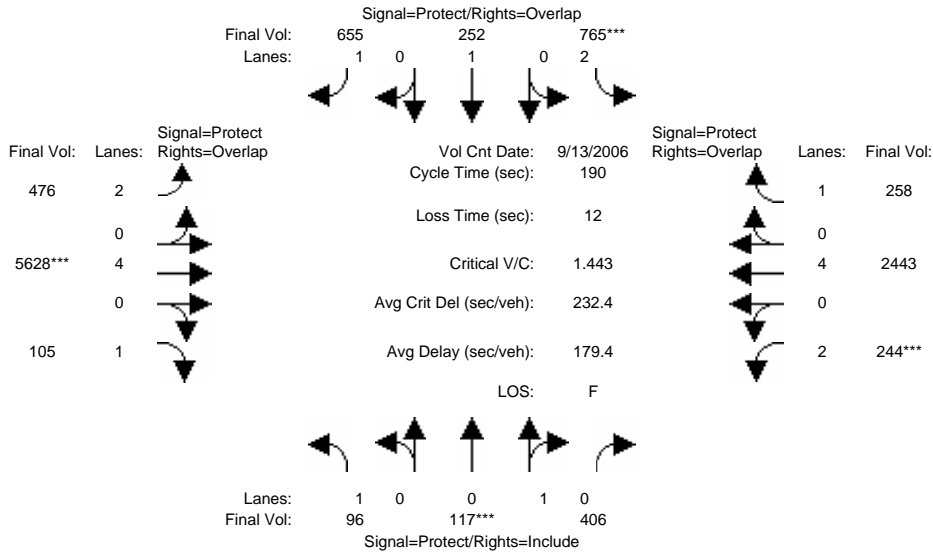 Signal=Protect/Rights=Overlap
Final Vol: 655 252 765***
Lanes: 1 0 1 0 2
Signal=Protect
Final Vol: Lanes: Rights=Overlap
Vol Cnt Date: 9/13/2006
Signal=Protect
Rights=Overlap Lanes: Final Vol:
Cycle Time (sec): 190
476 2
1 258
Loss Time (sec): 12
0
0
5628*** 4
Critical V/C: 1.443
4 2443
0
Avg Crit Del (sec/veh): 232.4
0
105 1
Avg Delay (sec/veh): 179.4
2 244***
LOS: F
Lanes: 1 0 0 1 0
Final Vol: 96 117*** 406
Signal=Protect/Rights=Include